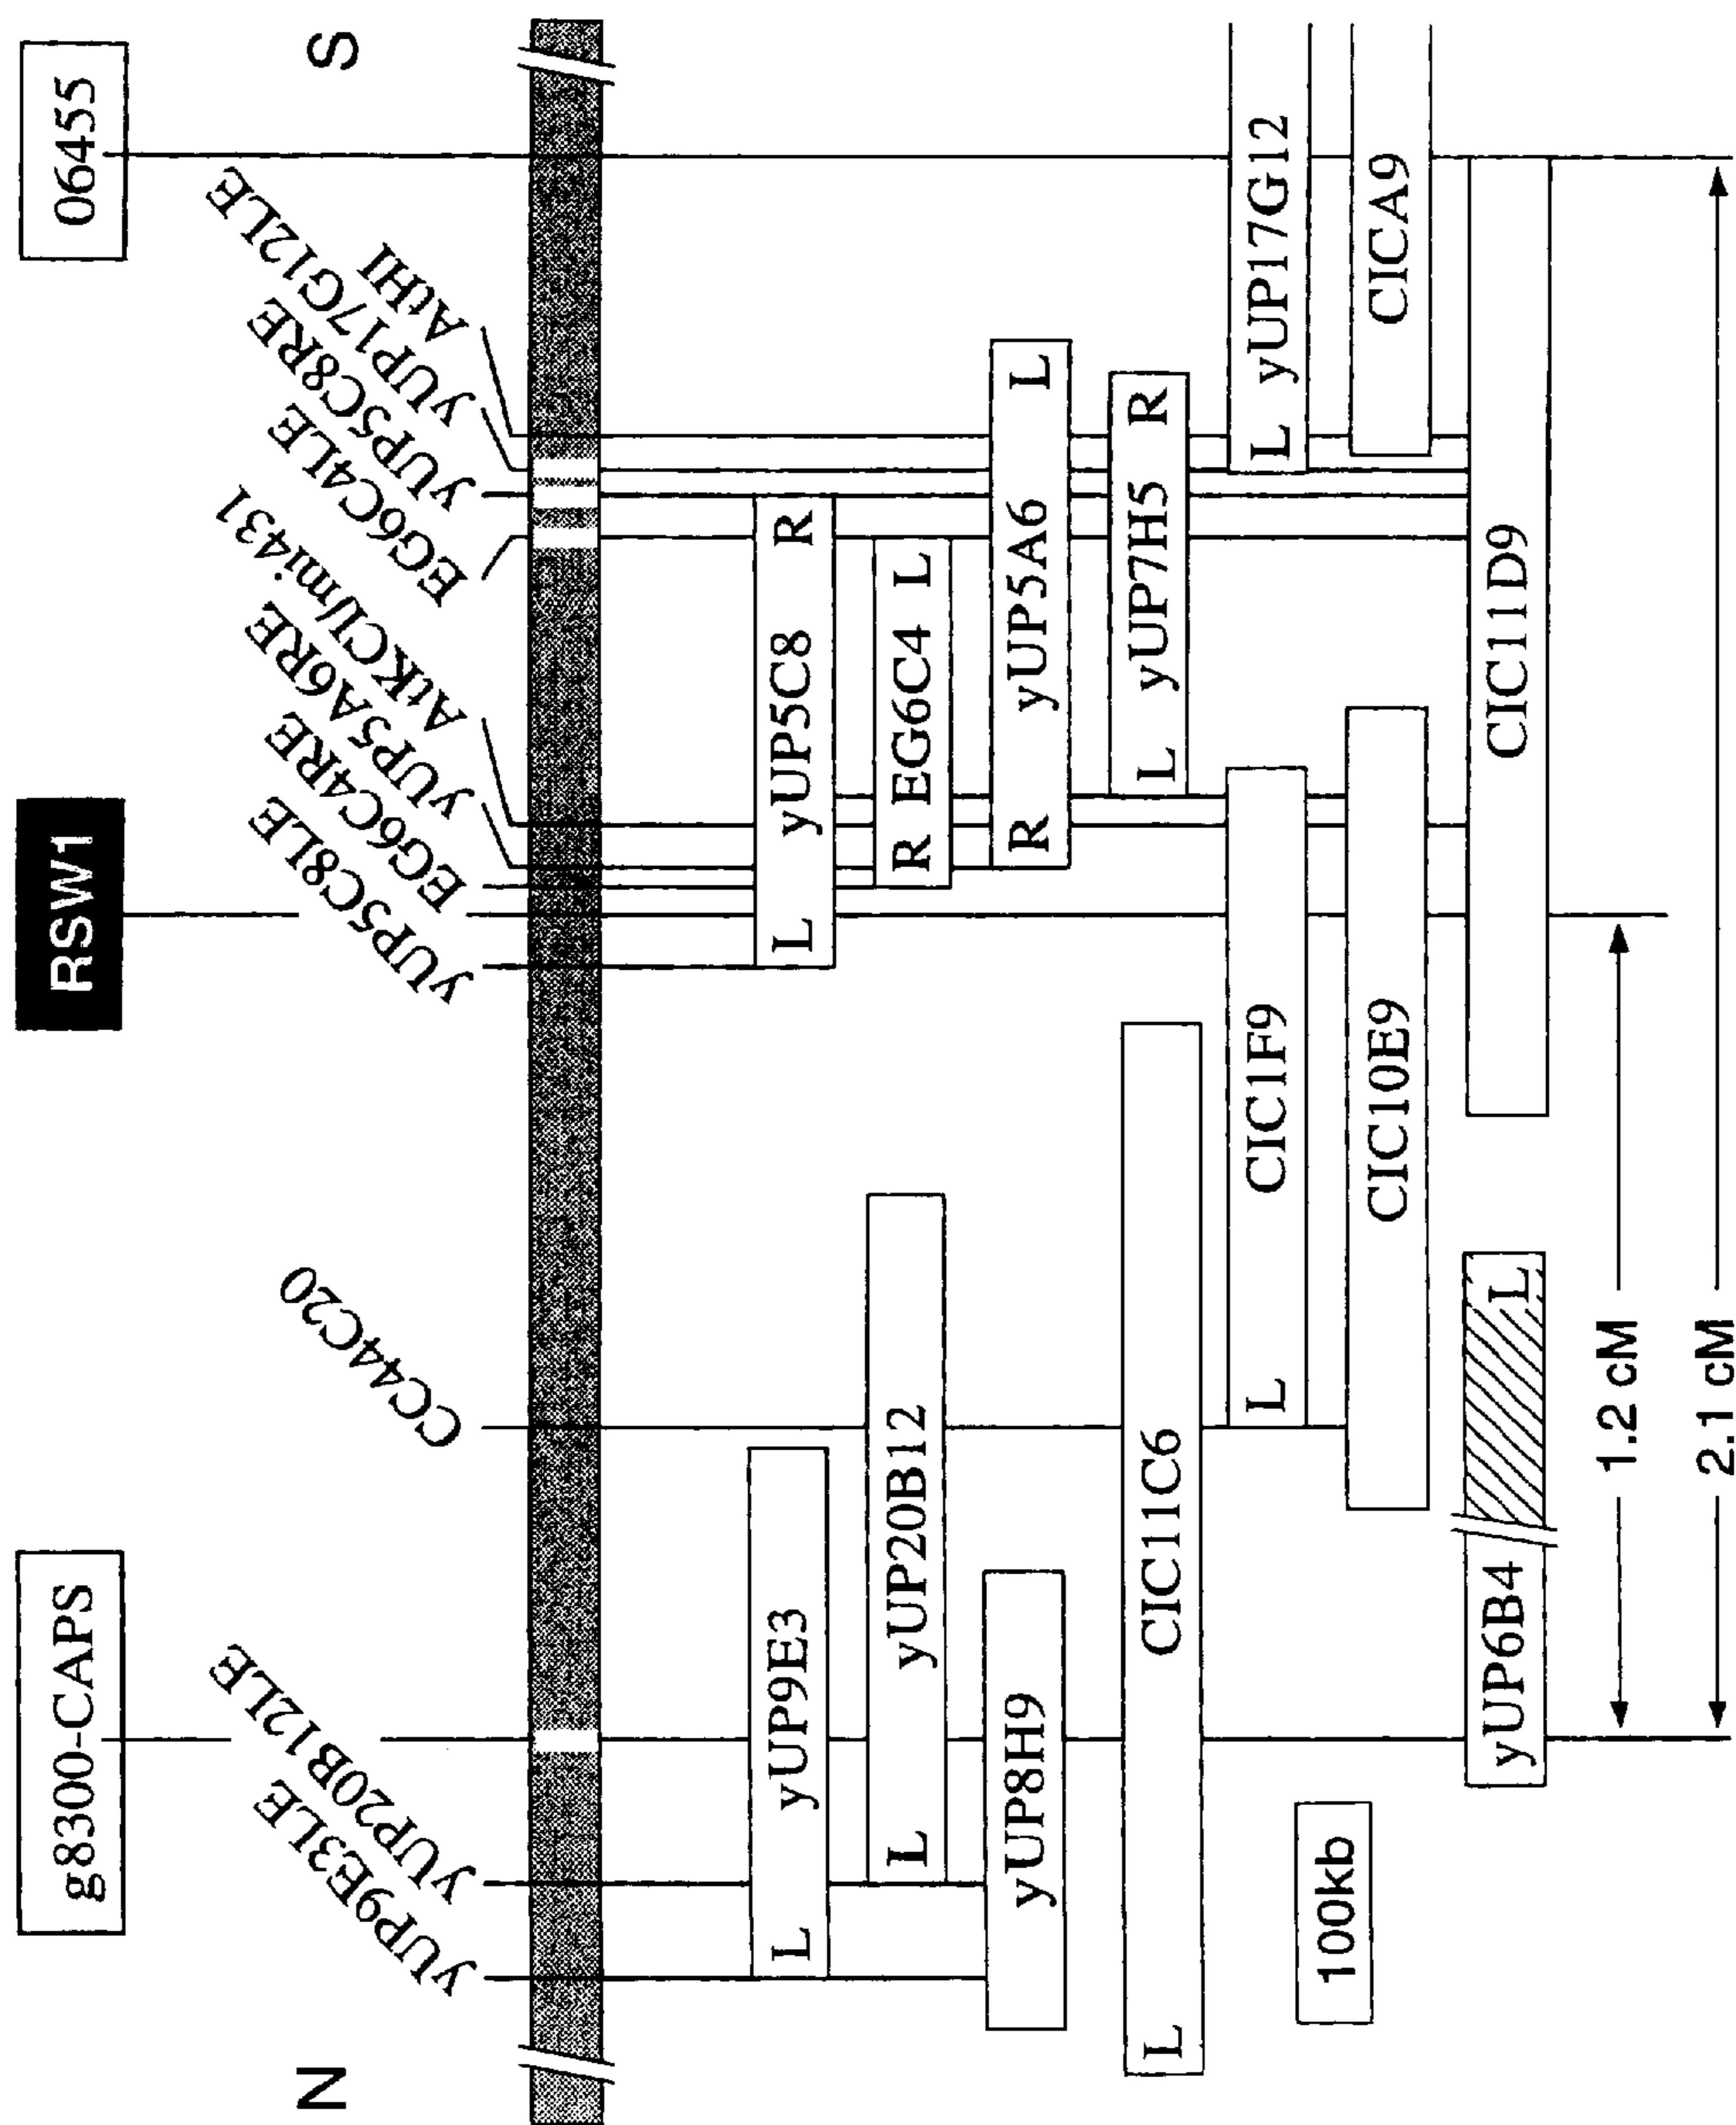 g8300-CAPS
RSW1
06455
N
S
yUP9E3LE
yUP20B12LE
CC44C20
yUP5C8LE
EG6C4RE
yUP5A6RE
AtKCl/mi431
EG6C4LE
yUP5C8RE
yUP17G12LE
AtHI
L yUP9E3
L yUP5C8 R
L yUP20B12
R EG6C4 L
yUP8H9
R yUP5A6 L
L CIC11C6
L yUP7H5 R
L CIC1F9
L yUP17G12
100kb
CIC10E9
CICA9
yUP6B4 L
CIC11D9
1.2 cM
2.1 cM